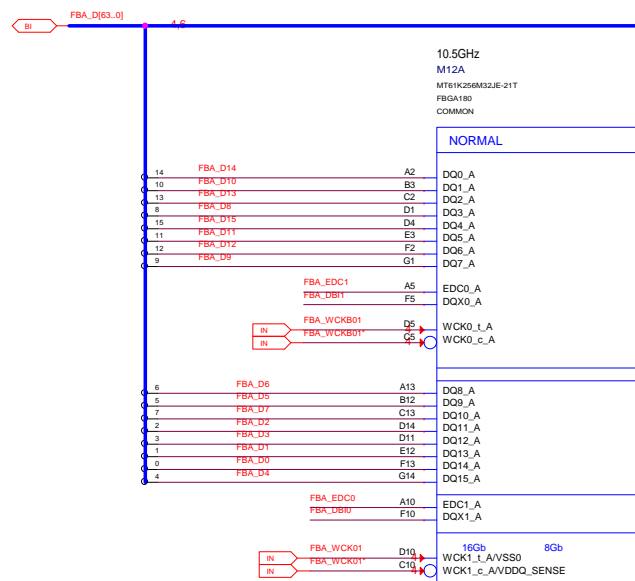 FBA_D[63..0]
BI
4,6
10.5GHz
M12A
MT61K256M32JE-21T
FBGA180
COMMON
NORMAL
14 FBA_D14 A2 DQ0_A
10 FBA_D10 B3 DQ1_A
13 FBA_D13 C2 DQ2_A
8 FBA_D8 D1 DQ3_A
15 FBA_D15 D4 DQ4_A
11 FBA_D11 E3 DQ5_A
12 FBA_D12 F2 DQ6_A
9 FBA_D9 G1 DQ7_A
FBA_EDC1 A5 EDC0_A
FBA_DBI1 F5 DQX0_A
IN FBA_WCKB01 D5 4 WCK0_t_A
IN FBA_WCKB01* C5 4 WCK0_c_A
6 FBA_D6 A13 DQ8_A
5 FBA_D5 B12 DQ9_A
7 FBA_D7 C13 DQ10_A
2 FBA_D2 D14 DQ11_A
3 FBA_D3 D11 DQ12_A
1 FBA_D1 E12 DQ13_A
0 FBA_D0 F13 DQ14_A
4 FBA_D4 G14 DQ15_A
FBA_EDC0 A10 EDC1_A
FBA_DBI0 F10 DQX1_A
16Gb 8Gb
IN FBA_WCK01 D10 4 WCK1_t_A/VSS0
IN FBA_WCK01* C10 4 WCK1_c_A/VDDQ_SENSE